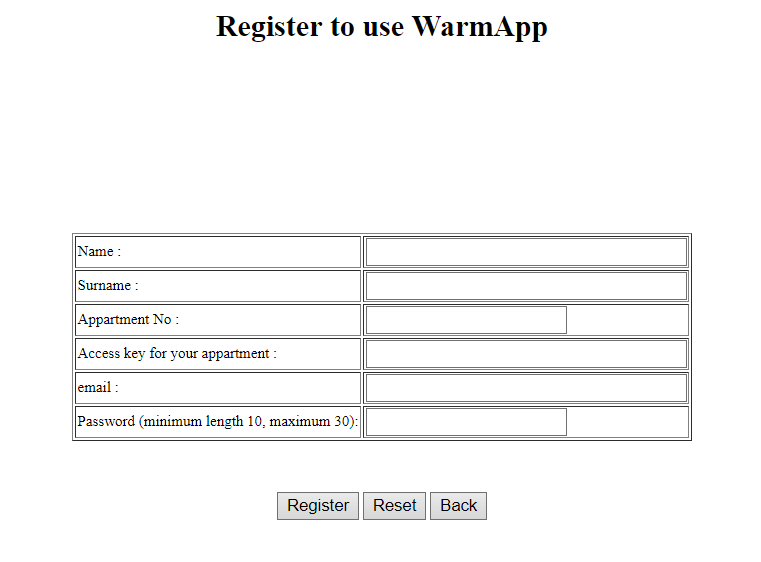 Register to use WarmApp
Name :
Surname :
Appartment No :
Access key for your appartment :
email :
Password (minimum length 10, maximum 30):
Register Reset Back